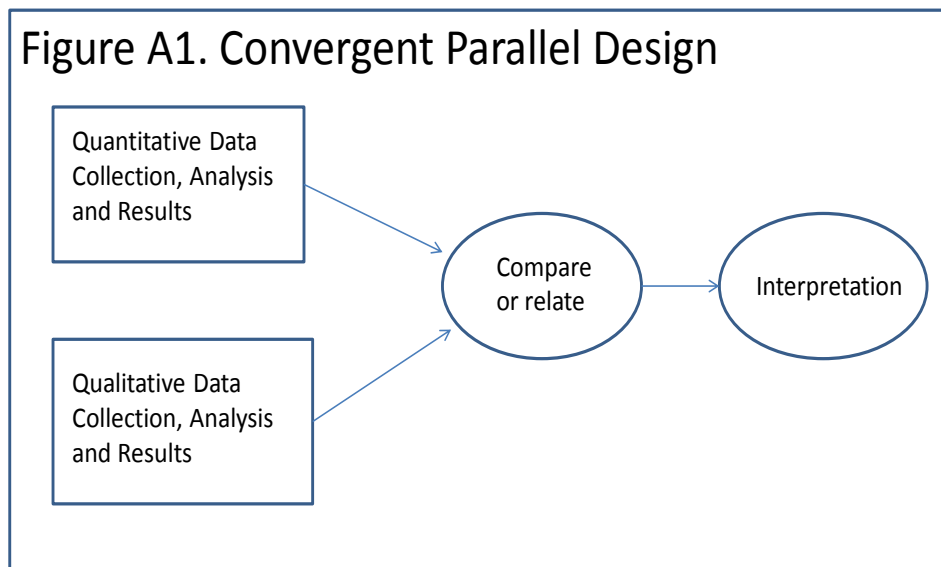 Figure A1. Convergent Parallel Design
Quantitative Data
Collection, Analysis
and Results
Compare
or relate
Interpretation
Qualitative Data
Collection, Analysis
and Results